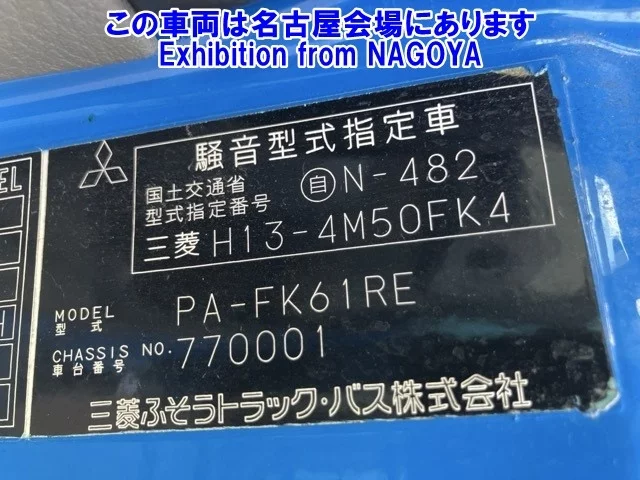 この車両は名古屋会場にあります
Exhibition from NAGOYA
騒音型式指定車
国土交通省
型式指定番号 自N-482
三菱 H13-4M50FK4
EL
MODEL
型式 PA-FK61RE
H
CHASSIS NO.
車台番号 770001
三菱ふそうトラック・バス株式会社